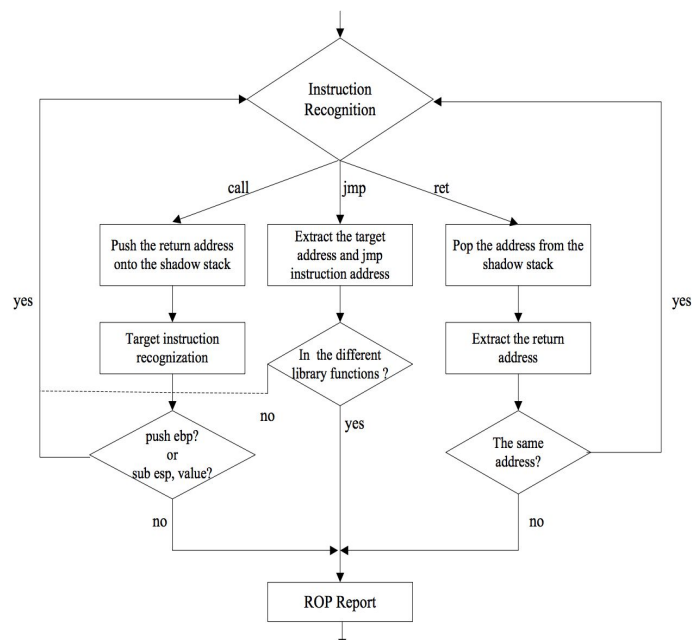 Instruction
Recognition
call
jmp
ret
Push the return address
onto the shadow stack
Extract the target
address and jmp
instruction address
Pop the address from the
shadow stack
yes
yes
Target instruction
recognization
In the different
library functions ?
Extract the return
address
no
yes
push ebp?
or
sub esp, value?
The same
address?
no
no
ROP Report